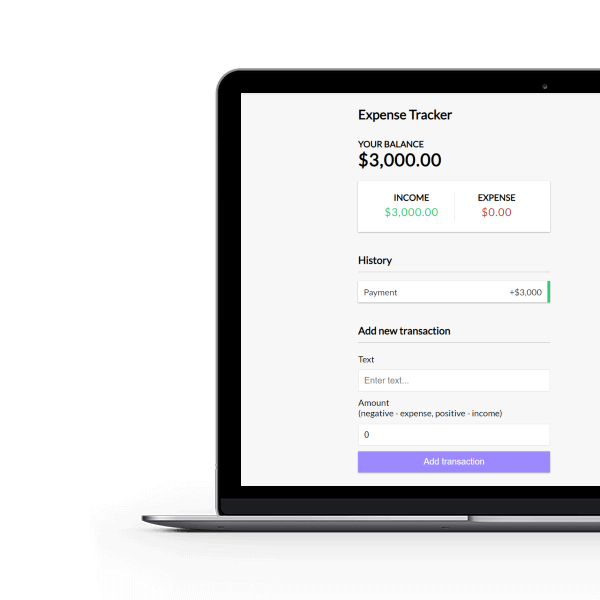 Expense Tracker
YOUR BALANCE
$3,000.00
INCOME EXPENSE
$3,000.00 $0.00
History
Payment +$3,000
Add new transaction
Text
Enter text...
Amount
(negative - expense, positive - income)
0
Add transaction